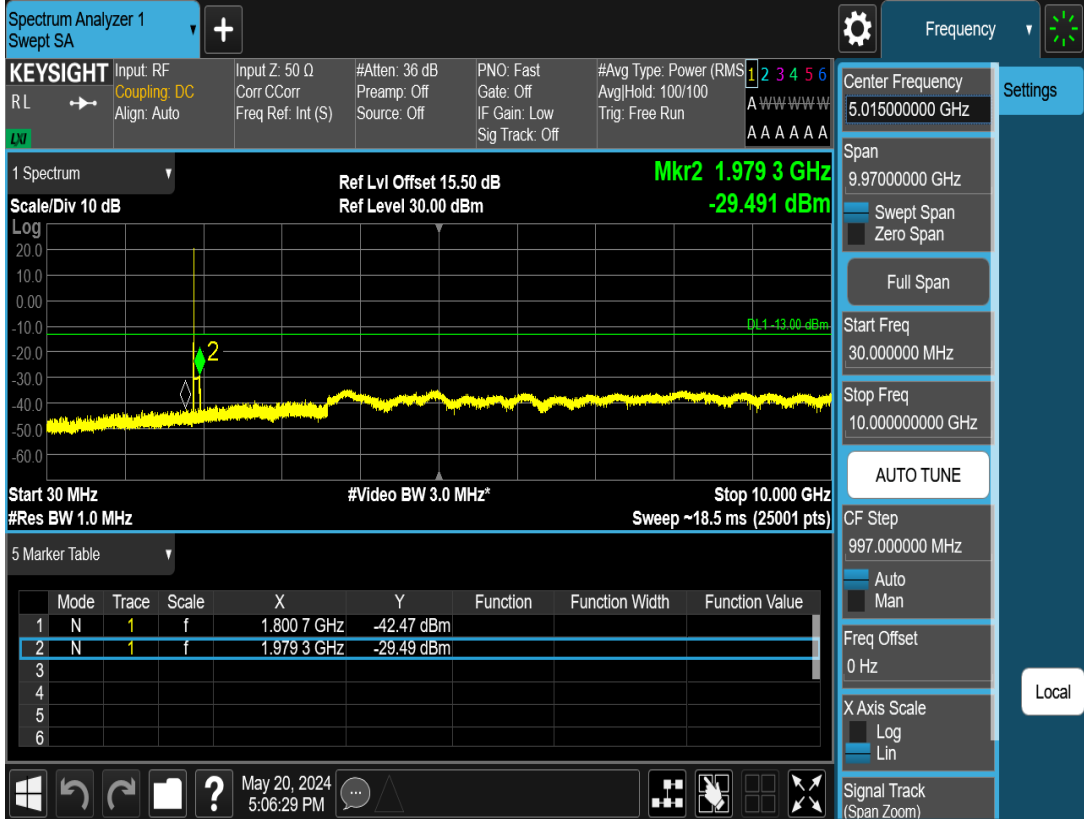 Spectrum Analyzer 1
Swept SA
Frequency
KEYSIGHT
RL
LXI
Input: RF
Coupling: DC
Align: Auto
Input Z: 50 Ω
Corr CCorr
Freq Ref: Int (S)
#Atten: 36 dB
Preamp: Off
Source: Off
PNO: Fast
Gate: Off
IF Gain: Low
Sig Track: Off
#Avg Type: Power (RMS
Avg|Hold: 100/100
Trig: Free Run
1 2 3 4 5 6
A W W W W W
A A A A A A
1 Spectrum
Scale/Div 10 dB
Ref Lvl Offset 15.50 dB
Ref Level 30.00 dBm
Mkr2 1.979 3 GHz
-29.491 dBm
Log
20.0
10.0
0.00
-10.0
-20.0
-30.0
-40.0
-50.0
-60.0
DL1 -13.00 dBm
2
Start 30 MHz
#Res BW 1.0 MHz
#Video BW 3.0 MHz*
Stop 10.000 GHz
Sweep ~18.5 ms (25001 pts)
5 Marker Table
Mode Trace Scale X Y Function Function Width Function Value
1 N 1 f 1.800 7 GHz -42.47 dBm
2 N 1 f 1.979 3 GHz -29.49 dBm
3
4
5
6
?
May 20, 2024
5:06:29 PM
Center Frequency
5.015000000 GHz
Span
9.97000000 GHz
Swept Span
Zero Span
Full Span
Start Freq
30.000000 MHz
Stop Freq
10.000000000 GHz
AUTO TUNE
CF Step
997.000000 MHz
Auto
Man
Freq Offset
0 Hz
X Axis Scale
Log
Lin
Signal Track
(Span Zoom)
Settings
Local